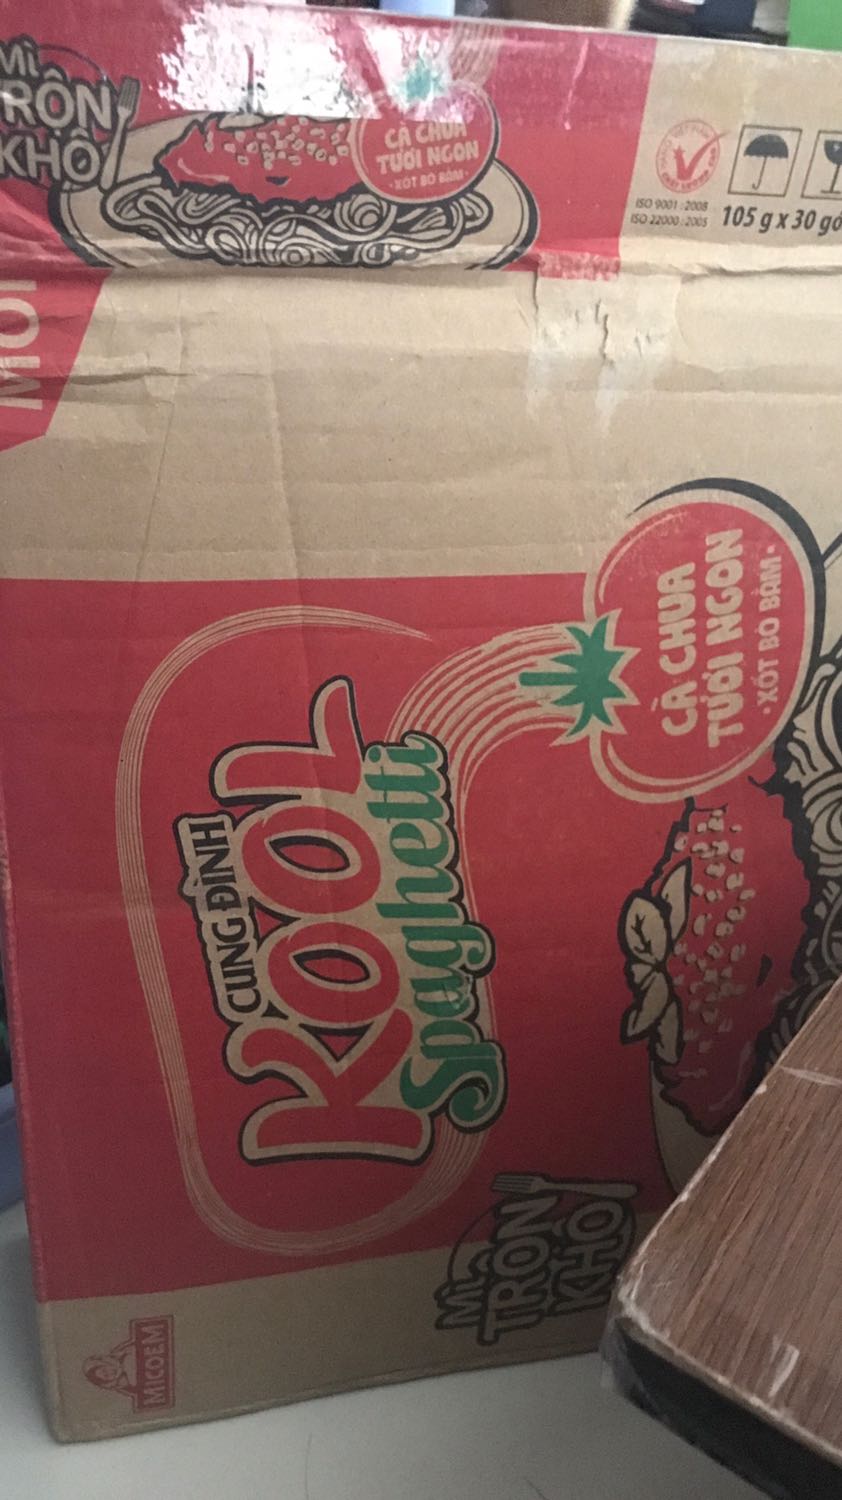 Mì
TRỘN
KHÔ
CÀ CHUA
TƯƠI NGON
•XỐT BÒ BẰM•
ISO 9001 : 2008
ISO 22000 : 2005
105 g x 30 gó
MỚI
CUNG ĐÌNH
KOOL
Spaghetti
CÀ CHUA
TƯƠI NGON
•XỐT BÒ BẰM•
Mì
TRỘN
KHÔ
MICOEM